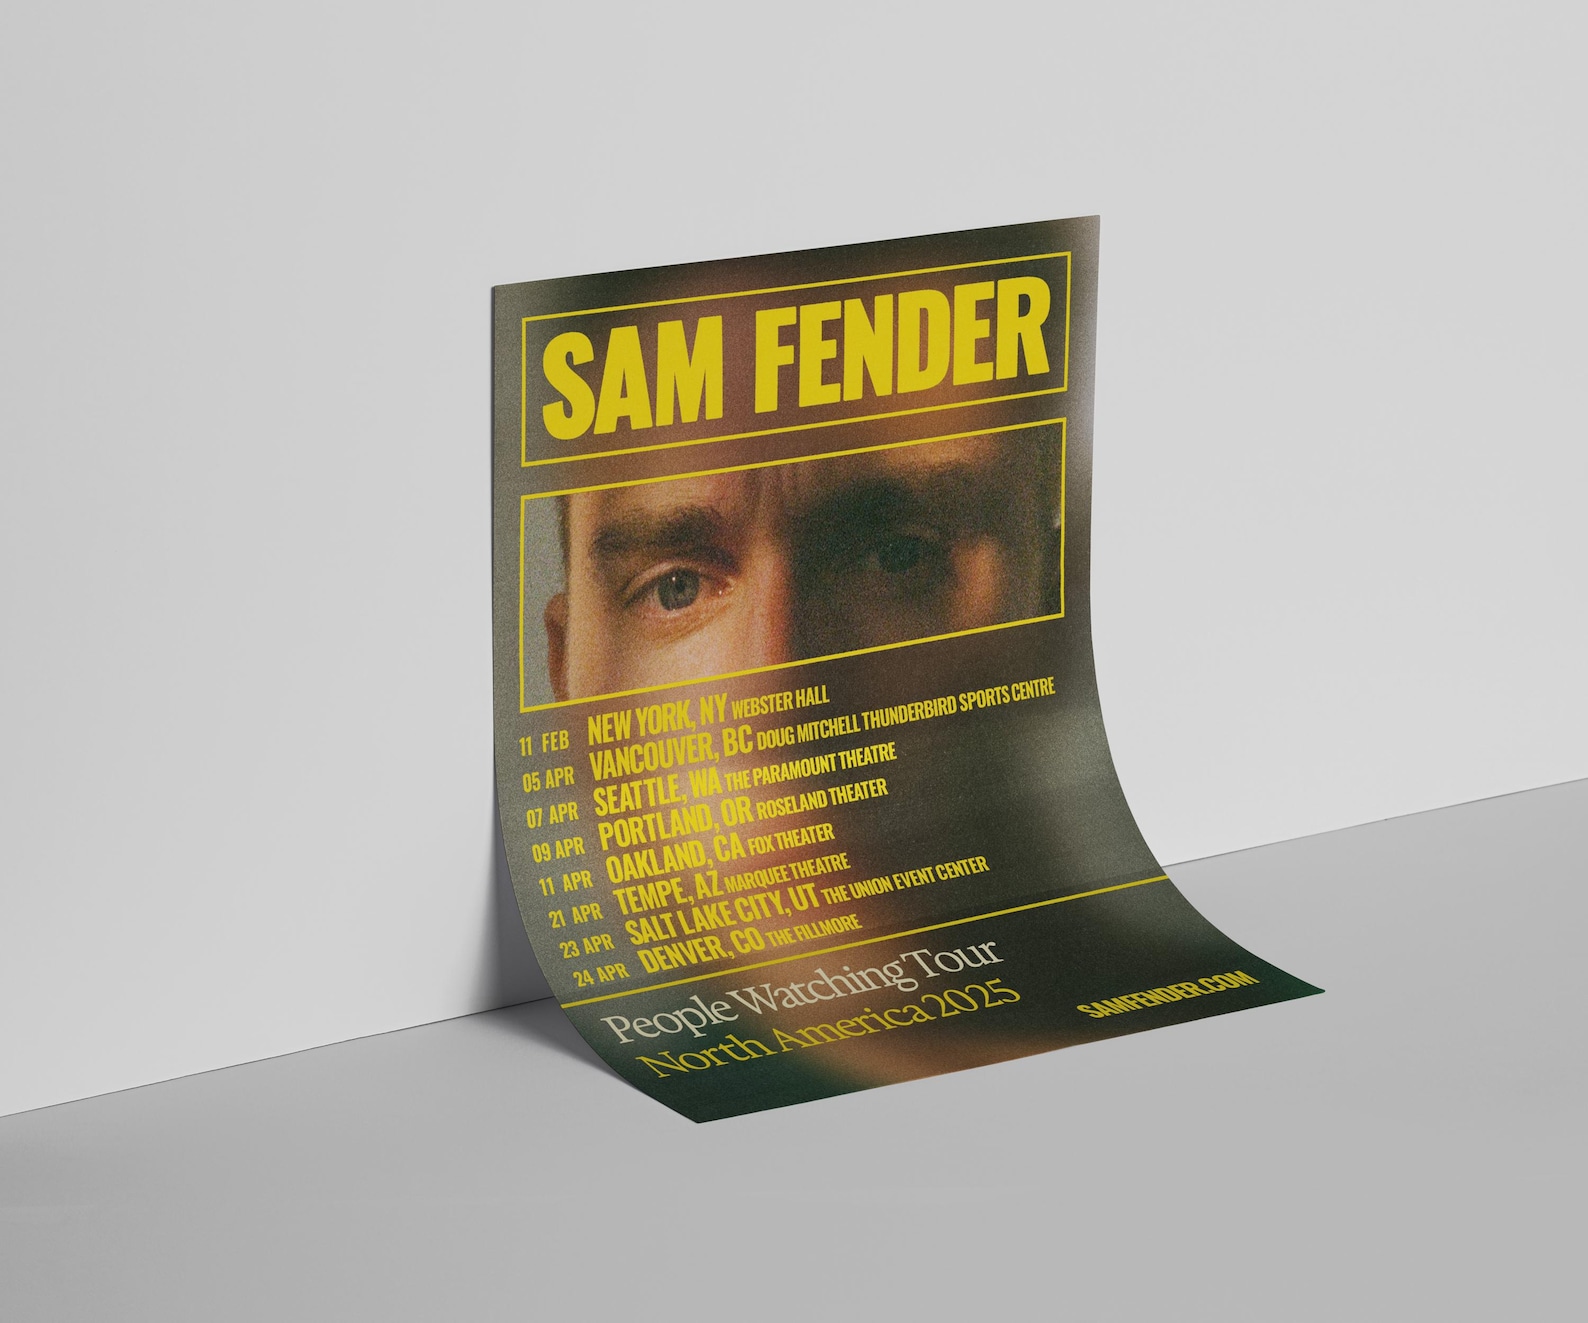 SAM FENDER
11 FEB NEW YORK, NY WEBSTER HALL
05 APR VANCOUVER, BC DOUG MITCHELL THUNDERBIRD SPORTS CENTRE
07 APR SEATTLE, WA THE PARAMOUNT THEATRE
09 APR PORTLAND, OR ROSELAND THEATER
11 APR OAKLAND, CA FOX THEATER
21 APR TEMPE, AZ MARQUEE THEATRE
23 APR SALT LAKE CITY, UT THE UNION EVENT CENTER
24 APR DENVER, CO THE FILLMORE
People Watching Tour
North America 2025
SAMFENDER.COM